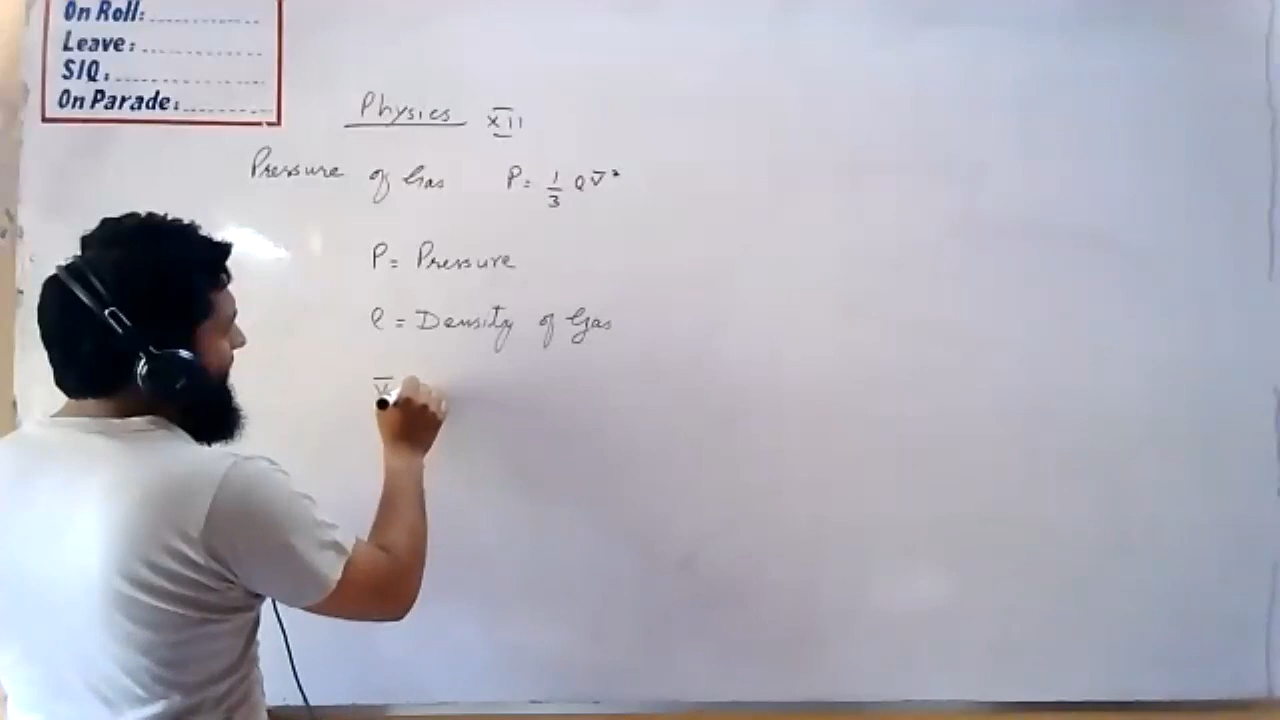 On Roll:
Leave:
SIQ.
On Parade:
Physics XII
Pressure of Gas P = 1/3 ρv̄²
P = Pressure
ρ = Density of Gas
v̄